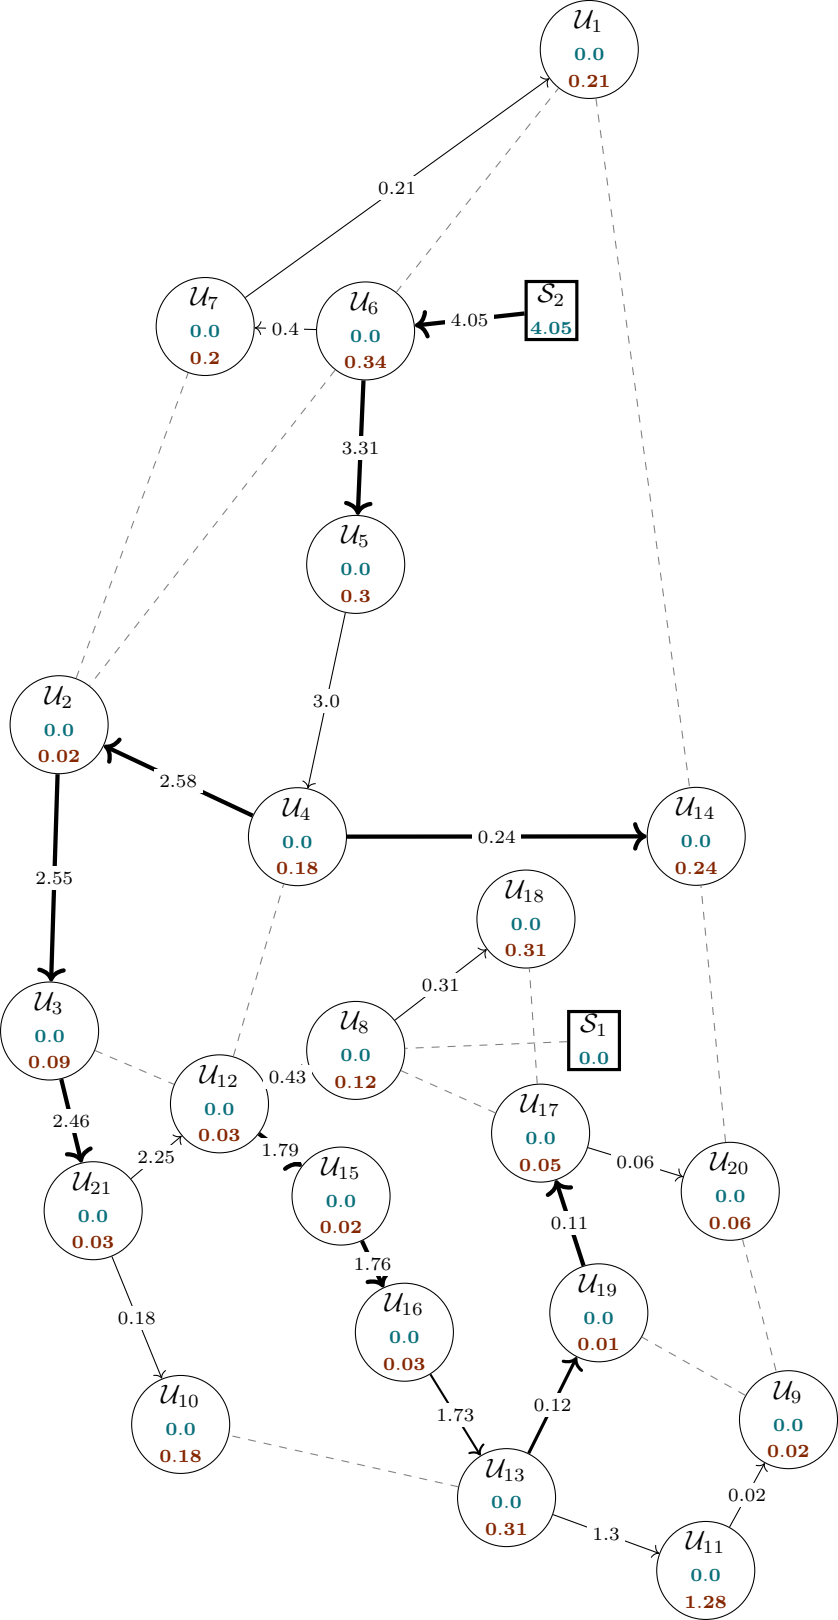 𝒰₁
0.0
0.21
0.21
𝒰₇
0.0
0.2
0.4
𝒰₆
0.0
0.34
4.05
𝒮₂
4.05
3.31
𝒰₅
0.0
0.3
3.0
𝒰₂
0.0
0.02
2.58
𝒰₄
0.0
0.18
0.24
𝒰₁₄
0.0
0.24
2.55
𝒰₁₈
0.0
0.31
0.31
𝒰₃
0.0
0.09
𝒰₈
0.0
0.12
𝒮₁
0.0
0.43
𝒰₁₂
0.0
0.03
𝒰₁₇
0.0
0.05
2.46
2.25
1.79
0.06
𝒰₂₁
0.0
0.03
𝒰₁₅
0.0
0.02
𝒰₂₀
0.0
0.06
0.11
1.76
0.18
𝒰₁₆
0.0
0.03
𝒰₁₉
0.0
0.01
𝒰₁₀
0.0
0.18
1.73
0.12
𝒰₉
0.0
0.02
𝒰₁₃
0.0
0.31
0.02
1.3
𝒰₁₁
0.0
1.28